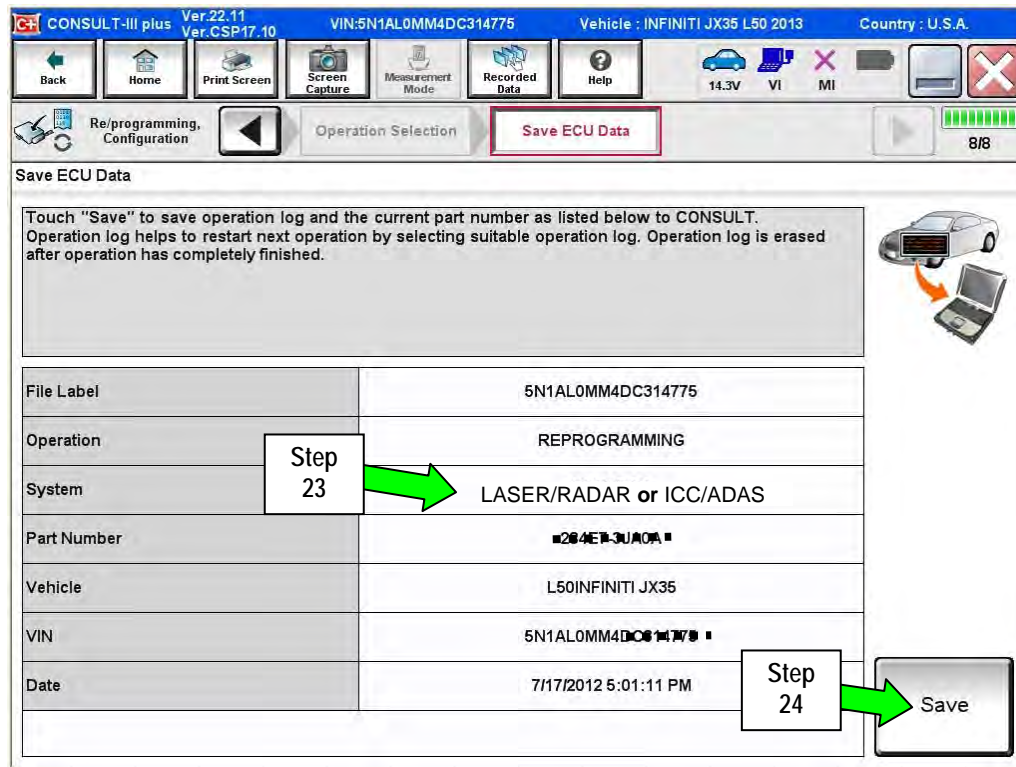 C+ CONSULT-III plus Ver.22.11 Ver.CSP17.10 VIN:5N1AL0MM4DC314775 Vehicle : INFINITI JX35 L50 2013 Country : U.S.A.
Back Home Print Screen Screen Capture Measurement Mode Recorded Data Help 14.3V VI MI
Re/programming, Configuration Operation Selection Save ECU Data 8/8
Save ECU Data
Touch "Save" to save operation log and the current part number as listed below to CONSULT.
Operation log helps to restart next operation by selecting suitable operation log. Operation log is erased
after operation has completely finished.
File Label 5N1AL0MM4DC314775
Operation REPROGRAMMING
Step 23
System LASER/RADAR or ICC/ADAS
Part Number
Vehicle L50INFINITI JX35
VIN
Date 7/17/2012 5:01:11 PM
Step 24
Save